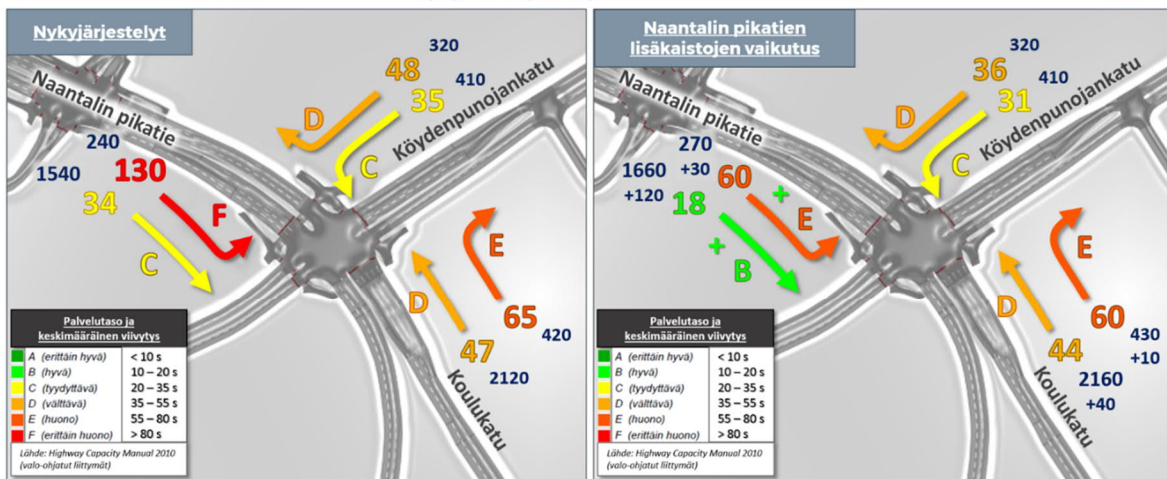 Nykyjärjestelyt
320
48
410
35
D
C
Köydenpunojankatu
Naantalin pikatie
240
1540
130
34
F
C
E
D
65
420
47
2120
Koulukatu
Palvelutaso ja
keskimääräinen viivytys
A (erittäin hyvä) < 10 s
B (hyvä) 10 – 20 s
C (tyydyttävä) 20 – 35 s
D (välttävä) 35 – 55 s
E (huono) 55 – 80 s
F (erittäin huono) > 80 s
Lähde: Highway Capacity Manual 2010
(valo-ohjatut liittymät)
Naantalin pikatien
lisäkaistojen vaikutus
320
36
410
31
D
C
Köydenpunojankatu
Naantalin pikatie
270
+30
1660
+120
60
18
+
E
+
B
E
D
60
430
+10
44
2160
+40
Koulukatu
Palvelutaso ja
keskimääräinen viivytys
A (erittäin hyvä) < 10 s
B (hyvä) 10 – 20 s
C (tyydyttävä) 20 – 35 s
D (välttävä) 35 – 55 s
E (huono) 55 – 80 s
F (erittäin huono) > 80 s
Lähde: Highway Capacity Manual 2010
(valo-ohjatut liittymät)